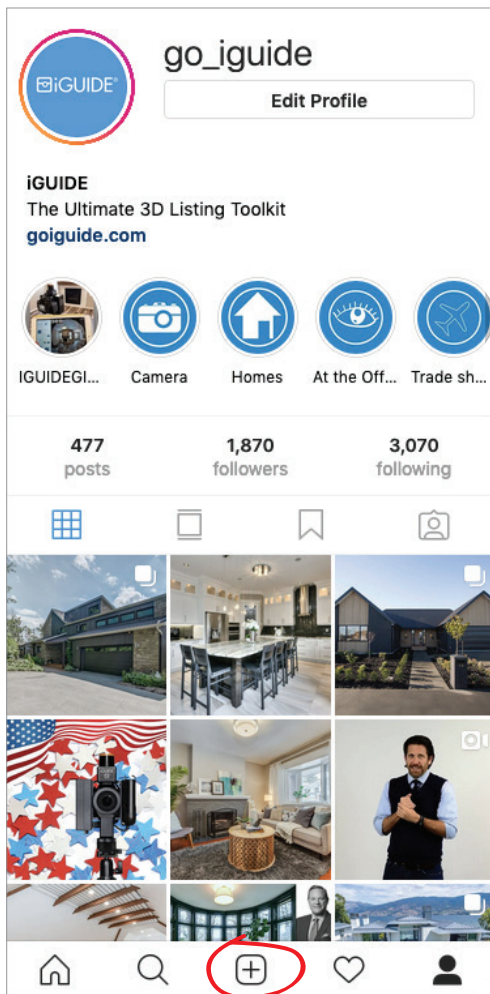 iGUIDE®
go_iguide
Edit Profile
iGUIDE
The Ultimate 3D Listing Toolkit
goiguide.com
IGUIDEGI...
Camera
Homes
At the Off...
Trade sh...
477
posts
1,870
followers
3,070
following